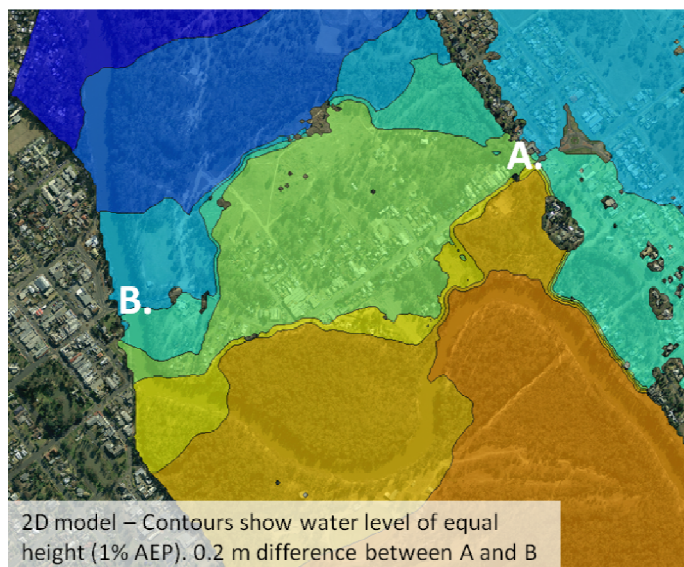 A.
B.
2D model – Contours show water level of equal
height (1% AEP). 0.2 m difference between A and B